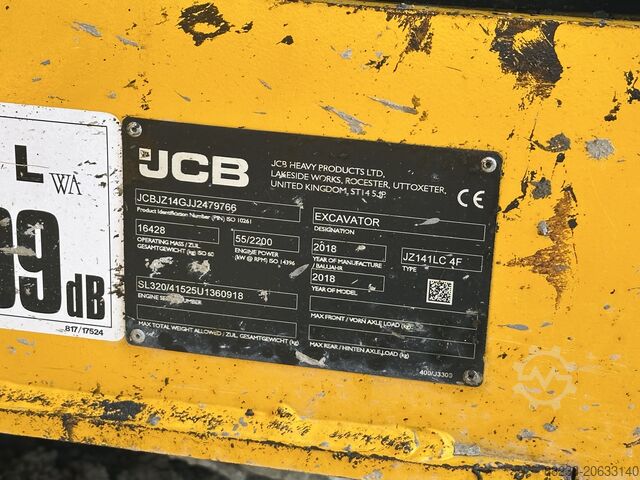 L WA
99 dB
817/17524
JCB
JCB HEAVY PRODUCTS LTD,
LAKESIDE WORKS, ROCESTER, UTTOXETER,
UNITED KINGDOM, ST14 5JP
CE
JCBJZ14GJJ2479766
Product Identification Number (PIN) ISO 10261
16428
OPERATING MASS / ZUL.
GESAMTGEWICHT (kg) ISO 60
55/2200
ENGINE POWER
(kW @ RPM) ISO 14396
SL320/41525U1360918
ENGINE SERIAL NUMBER
MAX TOTAL WEIGHT ALLOWED / ZUL. GESAMTGEWICHT (kg)
EXCAVATOR
DESIGNATION
2018
YEAR OF MANUFACTURE
/ BAUJAHR
JZ141LC 4F
TYPE
2018
YEAR OF MODEL
MAX FRONT / VORN AXLE LOAD (kg)
MAX REAR / HINTEN AXLE LOAD (kg)
400/J3303
93239-20633140